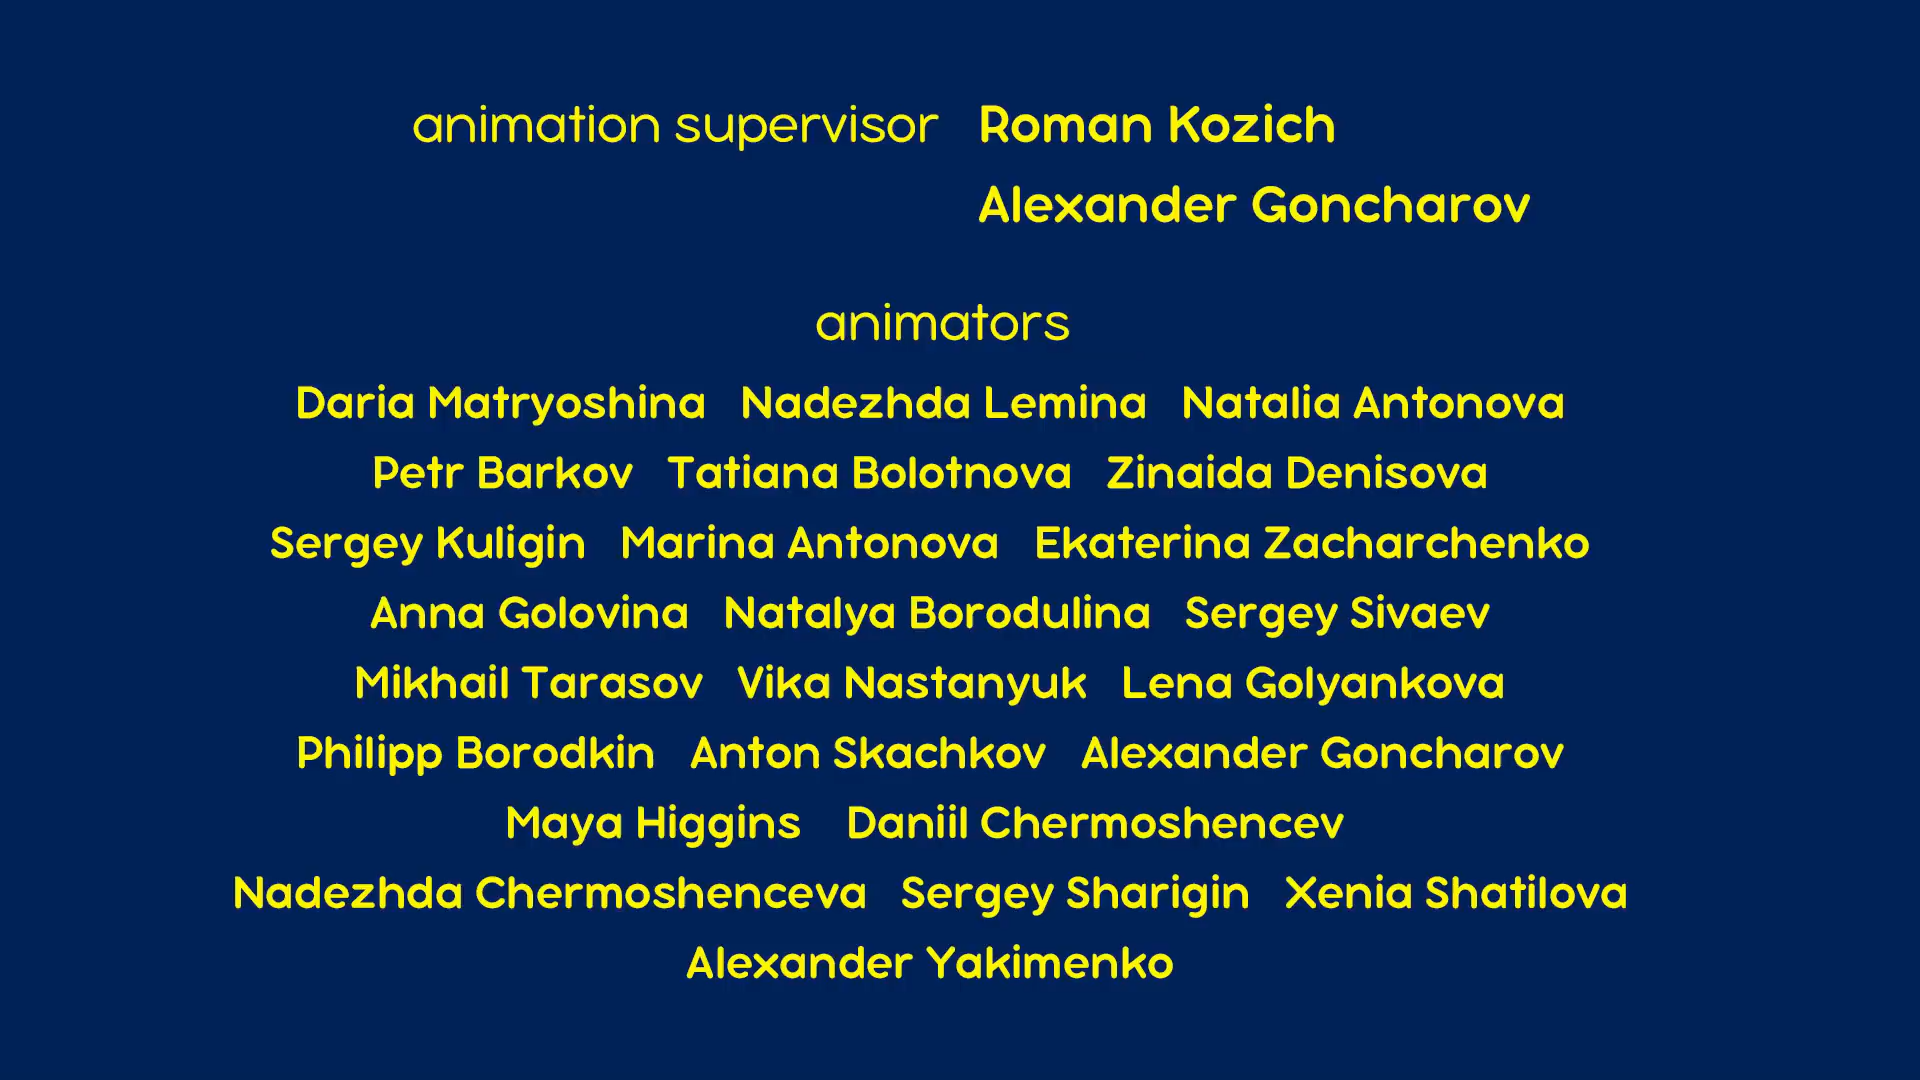 animation supervisor Roman Kozich
Alexander Goncharov
animators
Daria Matryoshina Nadezhda Lemina Natalia Antonova
Petr Barkov Tatiana Bolotnova Zinaida Denisova
Sergey Kuligin Marina Antonova Ekaterina Zacharchenko
Anna Golovina Natalya Borodulina Sergey Sivaev
Mikhail Tarasov Vika Nastanyuk Lena Golyankova
Philipp Borodkin Anton Skachkov Alexander Goncharov
Maya Higgins Daniil Chermoshencev
Nadezhda Chermoshenceva Sergey Sharigin Xenia Shatilova
Alexander Yakimenko